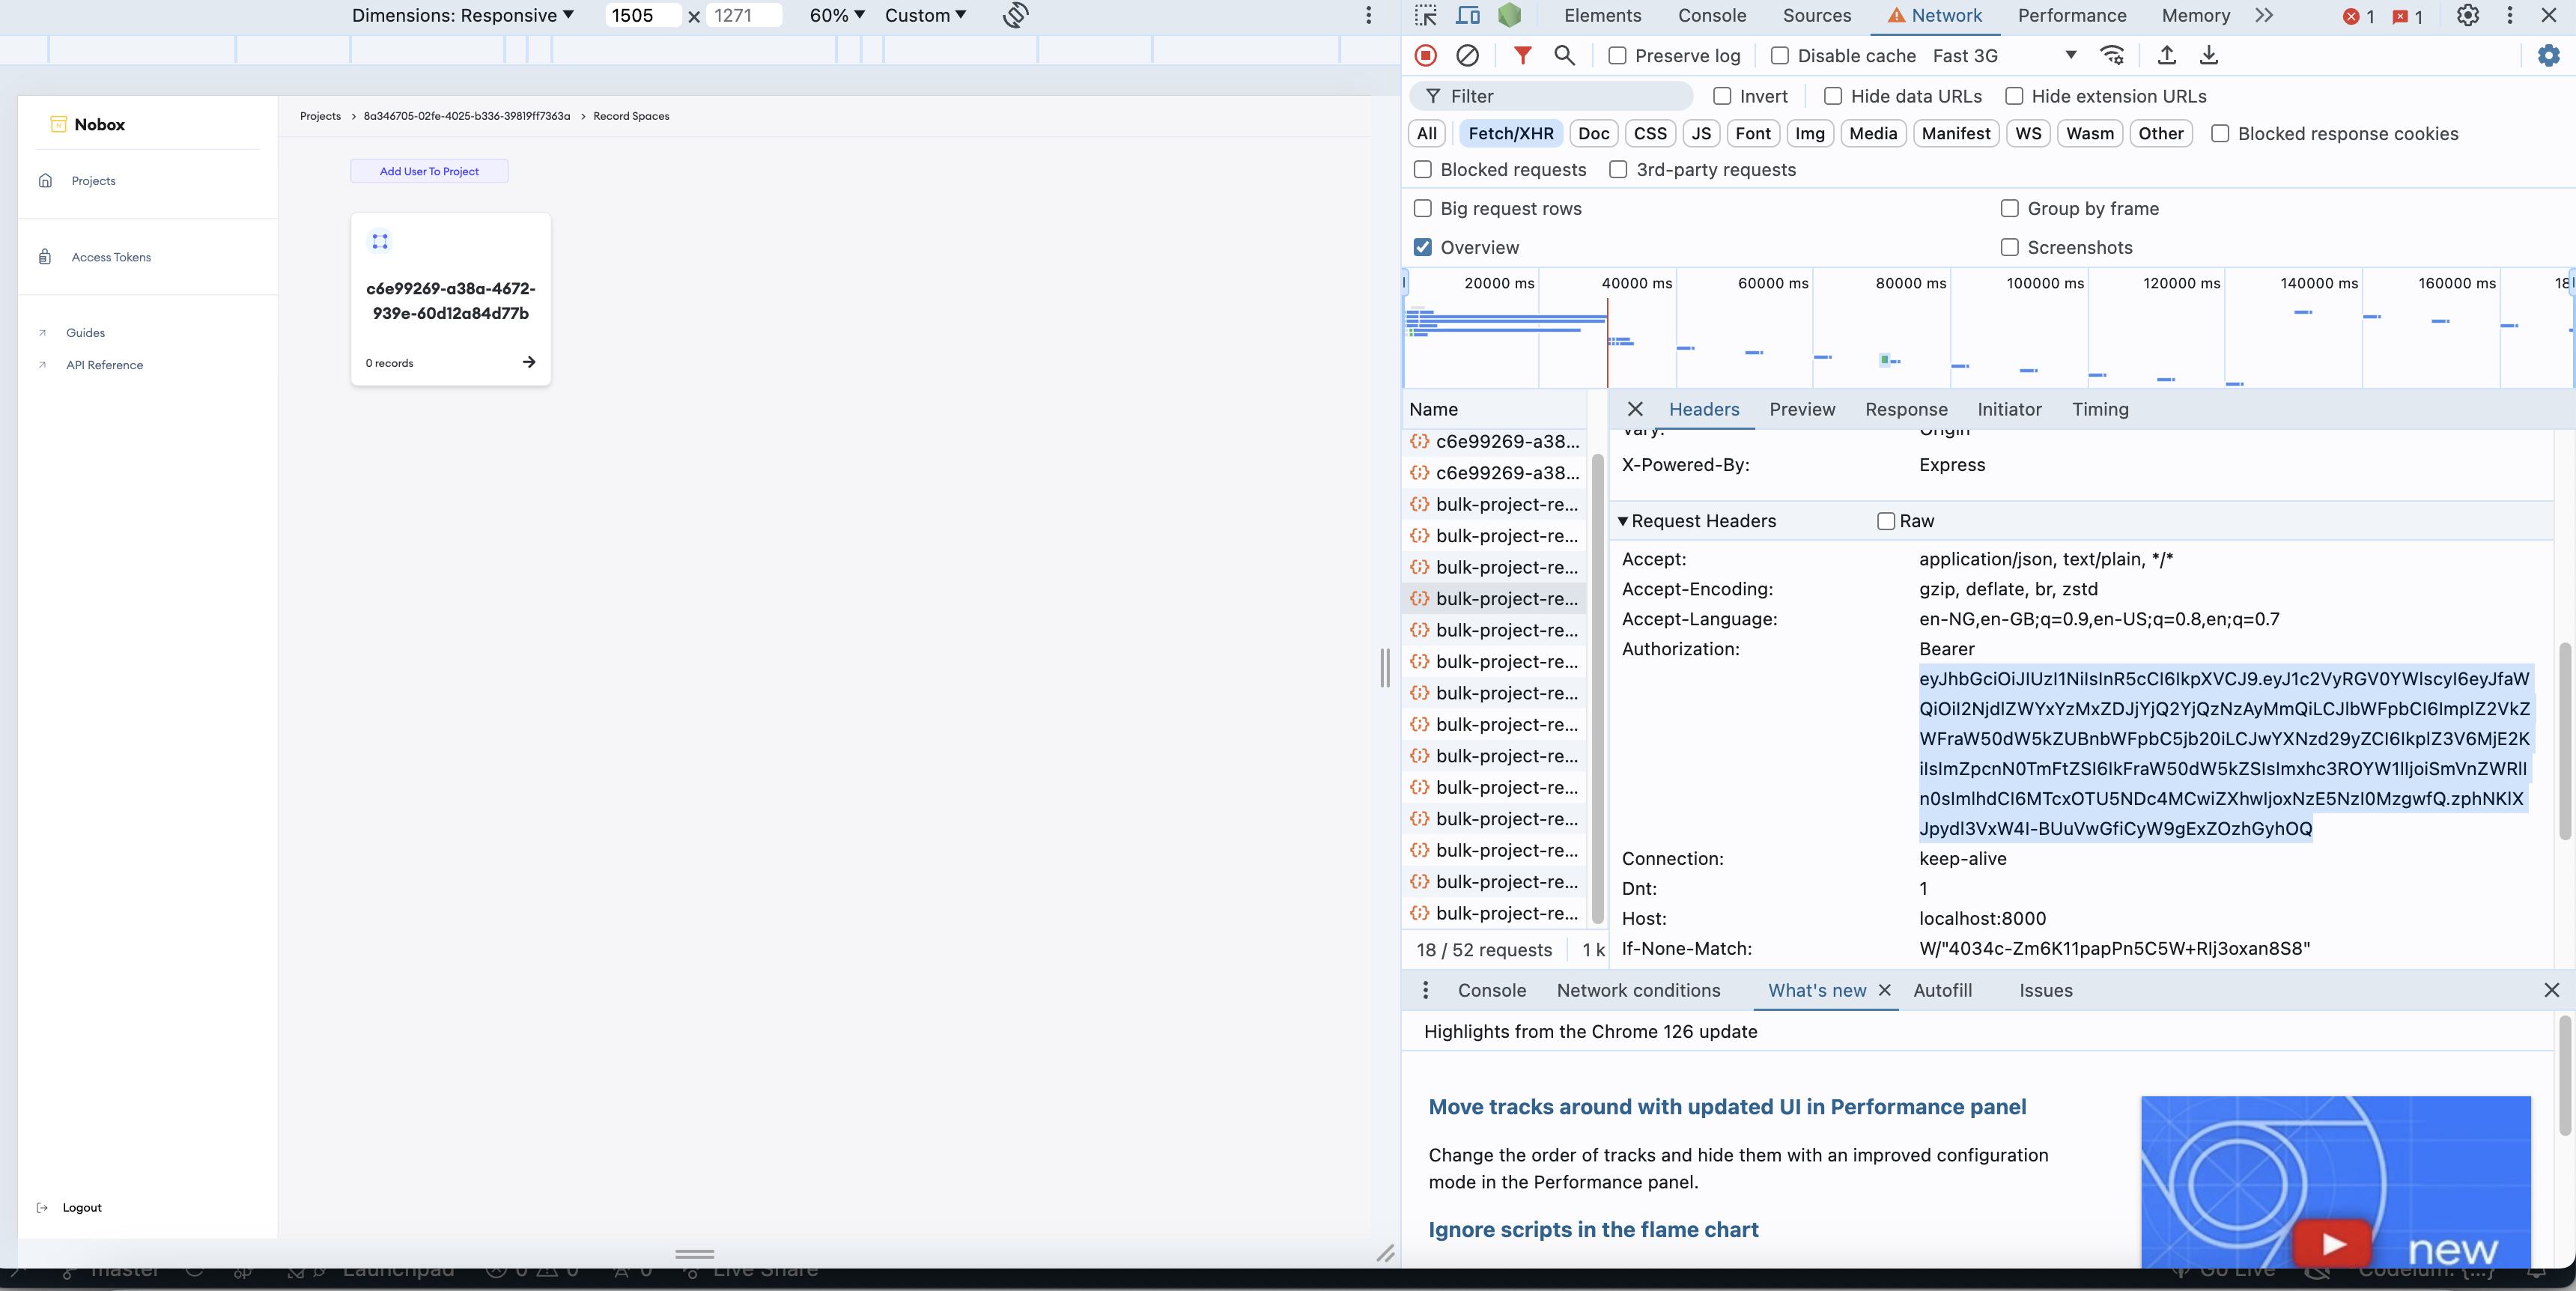 Dimensions: Responsive ▼ 1505 x 1271 60% ▼ Custom ▼
Nobox
Projects
Access Tokens
Guides
API Reference
Logout
Projects > 8a346705-02fe-4025-b336-39819ff7363a > Record Spaces
Add User To Project
c6e99269-a38a-4672-
939e-60d12a84d77b
0 records
Elements Console Sources Network Performance Memory 1 1
Preserve log Disable cache Fast 3G
Filter Invert Hide data URLs Hide extension URLs
All Fetch/XHR Doc CSS JS Font Img Media Manifest WS Wasm Other Blocked response cookies
Blocked requests 3rd-party requests
Big request rows Group by frame
Overview Screenshots
20000 ms 40000 ms 60000 ms 80000 ms 100000 ms 120000 ms 140000 ms 160000 ms
Name
c6e99269-a38...
c6e99269-a38...
bulk-project-re...
bulk-project-re...
bulk-project-re...
bulk-project-re...
bulk-project-re...
bulk-project-re...
bulk-project-re...
bulk-project-re...
bulk-project-re...
bulk-project-re...
bulk-project-re...
bulk-project-re...
bulk-project-re...
bulk-project-re...
18 / 52 requests 1 k
Headers Preview Response Initiator Timing
Vary: Origin
X-Powered-By: Express
Request Headers Raw
Accept: application/json, text/plain, */*
Accept-Encoding: gzip, deflate, br, zstd
Accept-Language: en-NG,en-GB;q=0.9,en-US;q=0.8,en;q=0.7
Authorization: Bearer
Connection: keep-alive
Dnt: 1
Host: localhost:8000
If-None-Match: W/"4034c-Zm6K11papPn5C5W+Rlj3oxan8S8"
Console Network conditions What's new Autofill Issues
Highlights from the Chrome 126 update
Move tracks around with updated UI in Performance panel
Change the order of tracks and hide them with an improved configuration
mode in the Performance panel.
Ignore scripts in the flame chart
new
master Launchpad 0 0 0 Live Share Go Live Codeium: {...}